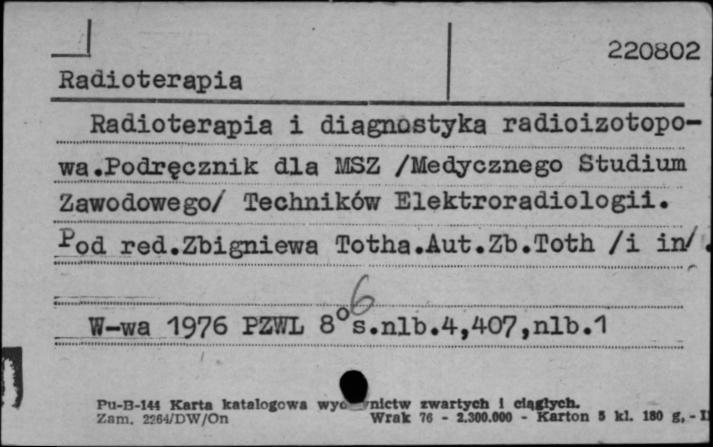 220802
Radioterapia
Radioterapia i diagnostyka radioizotopo-
wa.Podręcznik dla MSZ /Medycznego Studium
Zawodowego/ Techników Elektroradiologii.
Pod red.Zbigniewa Totha.Aut.Zb.Toth /i in/.
6
W-wa 1976 PZWL 8° s.nlb.4,407,nlb.1
Pu-B-144 Karta katalogowa zwartych i ciągłych.
Zam. 2264/DW/On Wrak 76 - 2.300.000 - Karton 5 kl. 180 g. -